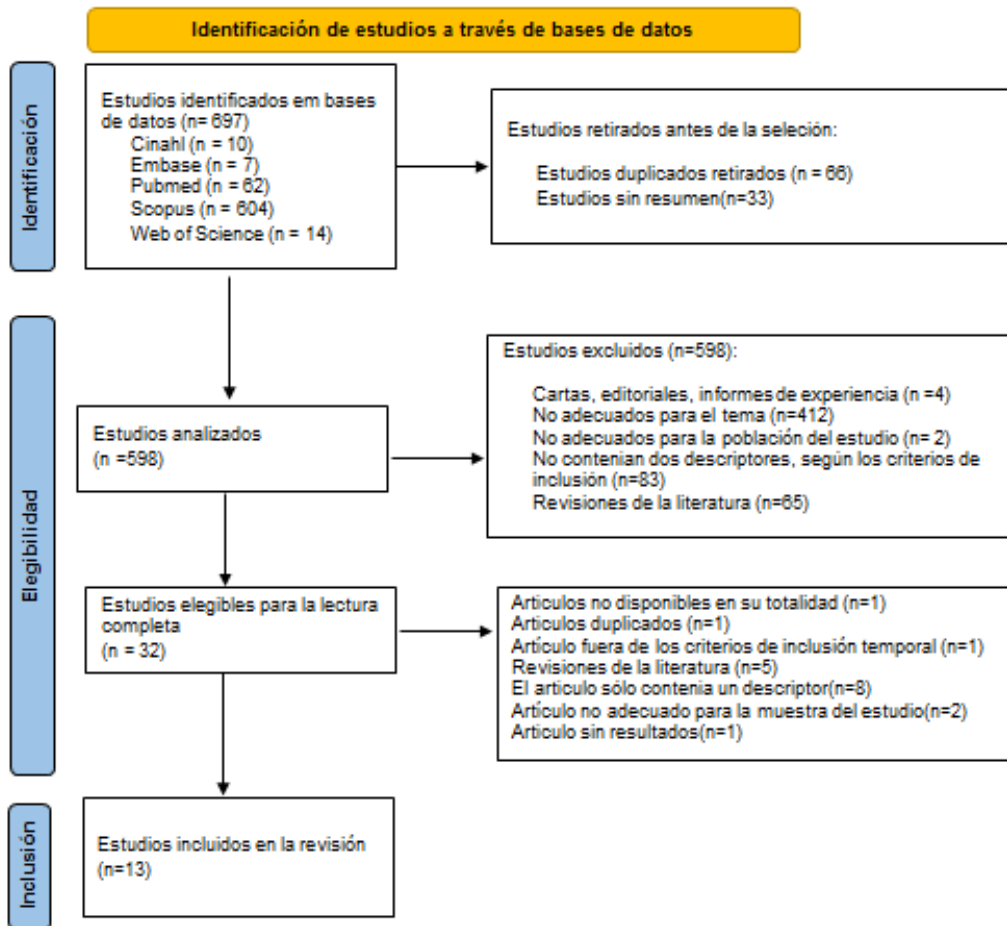 Identificación de estudios a través de bases de datos
Identificación
Estudios identificados em bases
de datos (n= 697)
Cinahl (n = 10)
Embase (n = 7)
Pubmed (n = 62)
Scopus (n = 604)
Web of Science (n = 14)
Estudios retirados antes de la seleción:
Estudios duplicados retirados (n = 66)
Estudios sin resumen(n=33)
Elegibilidad
Estudios analizados
(n =598)
Estudios excluidos (n=598):
Cartas, editoriales, informes de experiencia (n =4)
No adecuados para el tema (n=412)
No adecuados para la población del estudio (n= 2)
No contenian dos descriptores, según los criterios de
inclusión (n=83)
Revisiones de la literatura (n=65)
Estudios elegibles para la lectura
completa
(n = 32)
Articulos no disponibles en su totalidad (n=1)
Articulos duplicados (n=1)
Artículo fuera de los criterios de inclusión temporal (n=1)
Revisiones de la literatura (n=5)
El articulo sólo contenia un descriptor(n=8)
Artículo no adecuado para la muestra del estudio(n=2)
Articulo sin resultados(n=1)
Inclusión
Estudios incluidos en la revisión
(n=13)